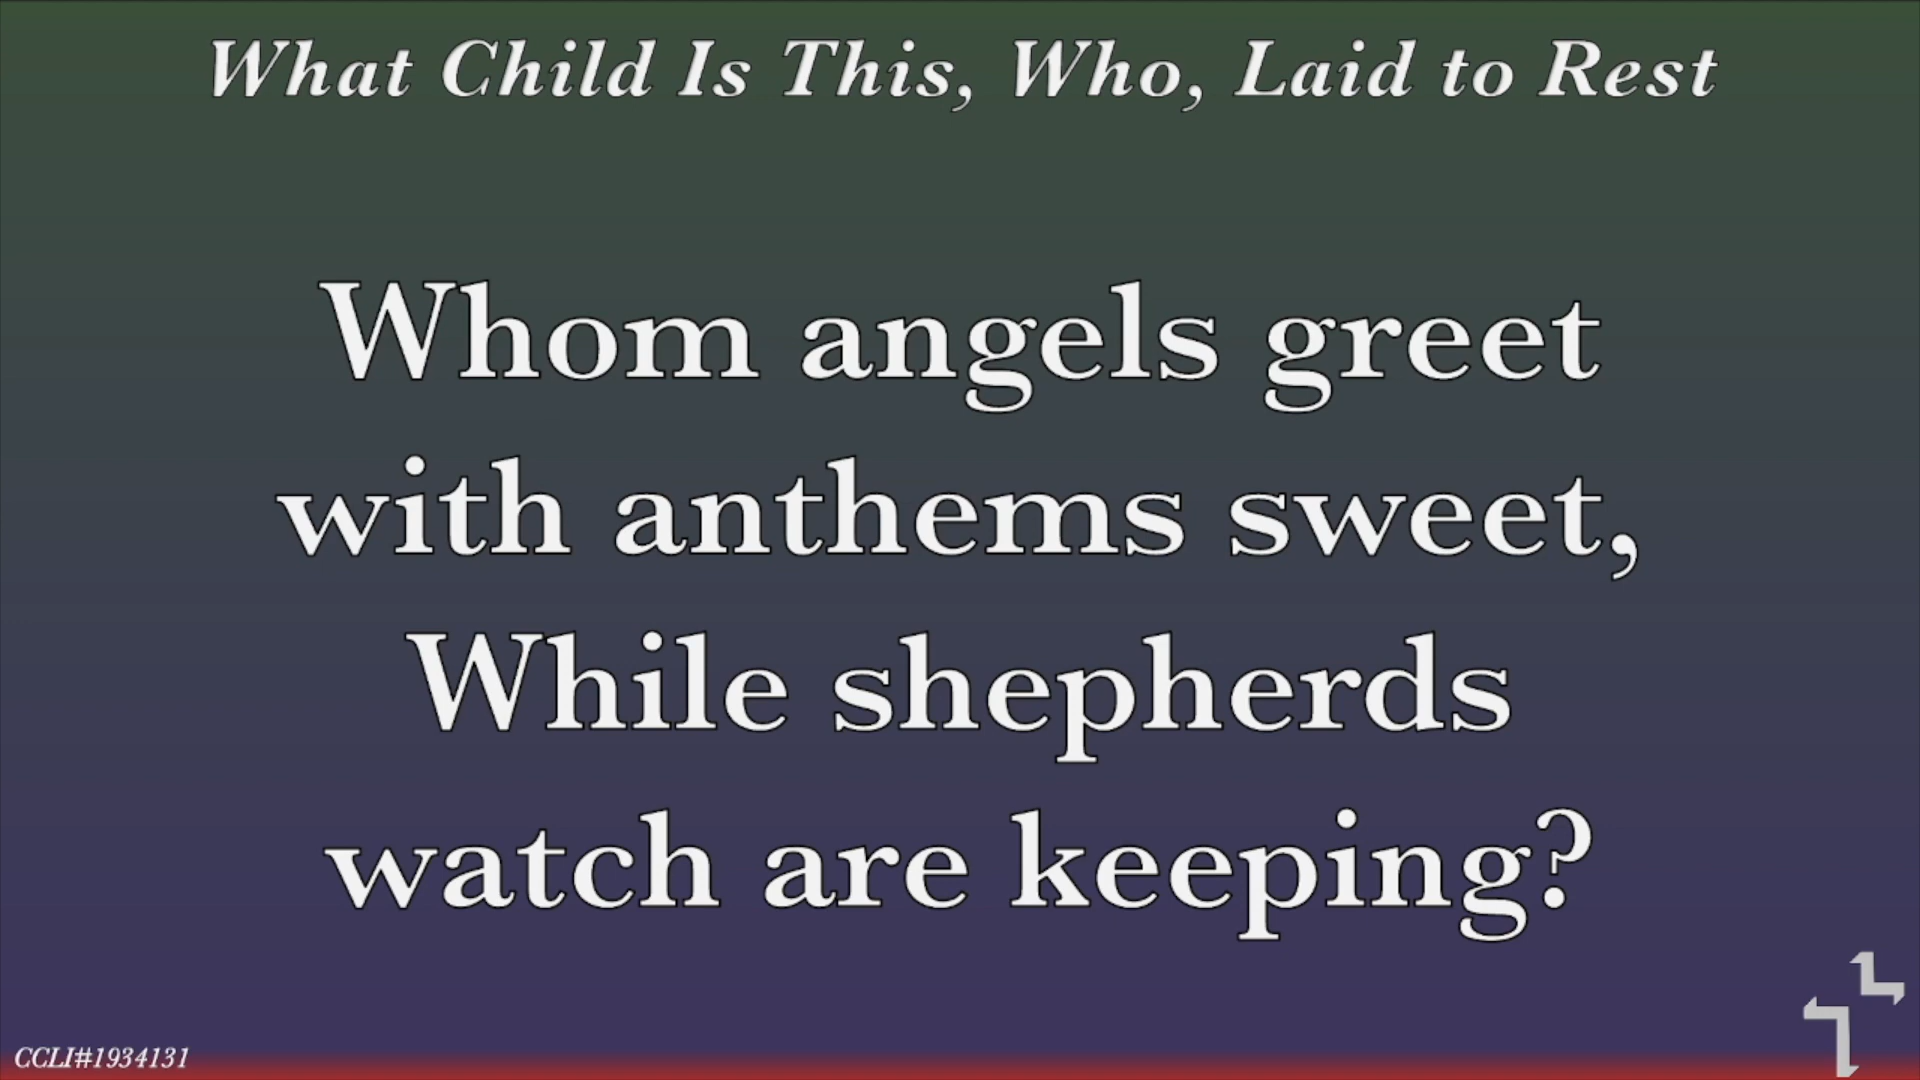 What Child Is This, Who, Laid to Rest
Whom angels greet
with anthems sweet,
While shepherds
watch are keeping?
CCLI#1934131